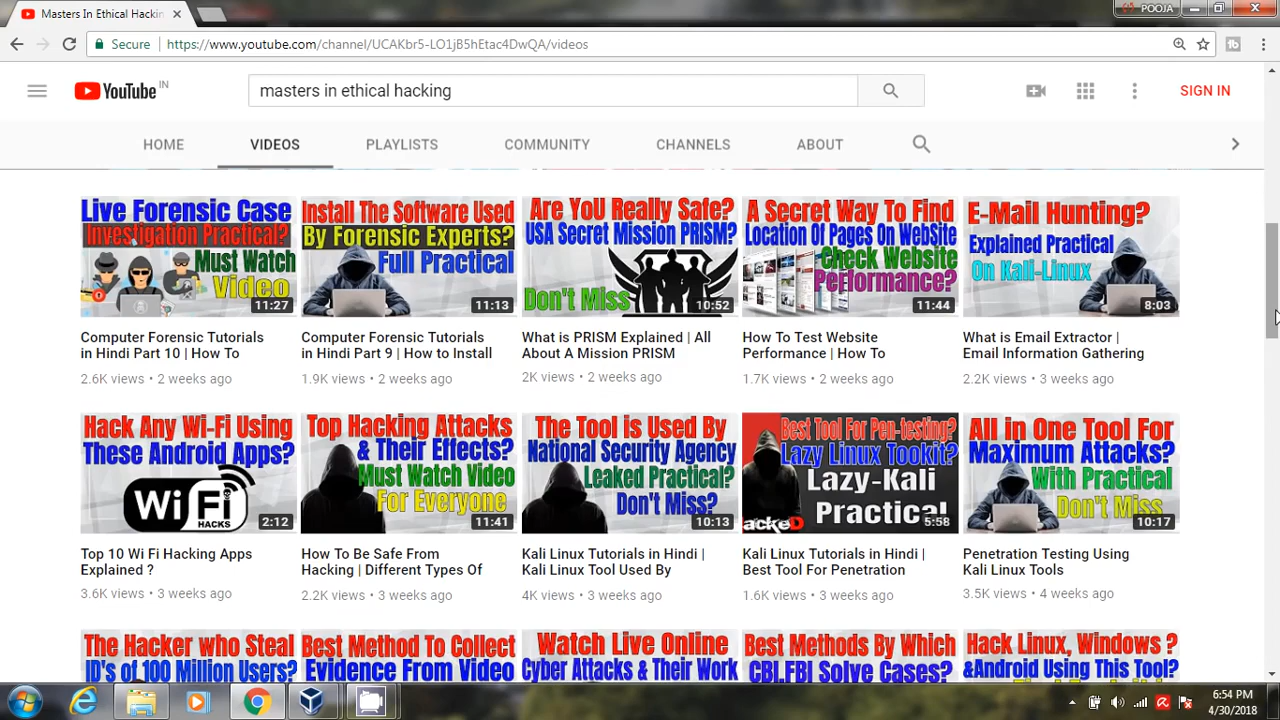 Masters In Ethical Hackin
POOJA
Secure
https://www.youtube.com/channel/UCAKbr5-LO1jB5hEtac4DwQA/videos
YouTube IN
masters in ethical hacking
SIGN IN
HOME VIDEOS PLAYLISTS COMMUNITY CHANNELS ABOUT
Live Forensic Case
Investigation Practical?
Must Watch
Video
11:27
Install The Software Used
By Forensic Experts?
Full Practical
11:13
Are YoU Really Safe?
USA Secret Mission PRISM?
Don't Miss
10:52
A Secret Way To Find
Location Of Pages On WebSite
Check Website
Performance?
11:44
E-Mail Hunting?
Explained Practical
On Kali-Linux
8:03
Computer Forensic Tutorials
in Hindi Part 10 | How To
2.6K views • 2 weeks ago
Computer Forensic Tutorials
in Hindi Part 9 | How to Install
1.9K views • 2 weeks ago
What is PRISM Explained | All
About A Mission PRISM
2K views • 2 weeks ago
How To Test Website
Performance | How To
1.7K views • 2 weeks ago
What is Email Extractor |
Email Information Gathering
2.2K views • 3 weeks ago
Hack Any Wi-Fi Using
These Android Apps?
WiFi
HACKS
2:12
Top Hacking Attacks
& Their Effects?
Must Watch Video
For Everyone
11:41
The Tool is Used By
National Security Agency
Leaked Practical?
Don't Miss?
10:13
Best Tool For Pen-testing?
Lazy Linux Tookit?
Lazy-Kali
Practical
ackeD
5:58
All in One Tool For
Maximum Attacks?
With Practical
Don't Miss
10:17
Top 10 Wi Fi Hacking Apps
Explained ?
3.6K views • 3 weeks ago
How To Be Safe From
Hacking | Different Types Of
2.2K views • 3 weeks ago
Kali Linux Tutorials in Hindi |
Kali Linux Tool Used By
4K views • 3 weeks ago
Kali Linux Tutorials in Hindi |
Best Tool For Penetration
1.6K views • 3 weeks ago
Penetration Testing Using
Kali Linux Tools
3.5K views • 4 weeks ago
The Hacker who Steal
ID's of 100 Million Users?
Best Method To Collect
Evidence From Video
Watch Live Online
Cyber Attacks & Their Work
Best Methods By Which
CBI,FBI Solve Cases?
Hack Linux, Windows ?
&Android Using This Tool?
6:54 PM
4/30/2018